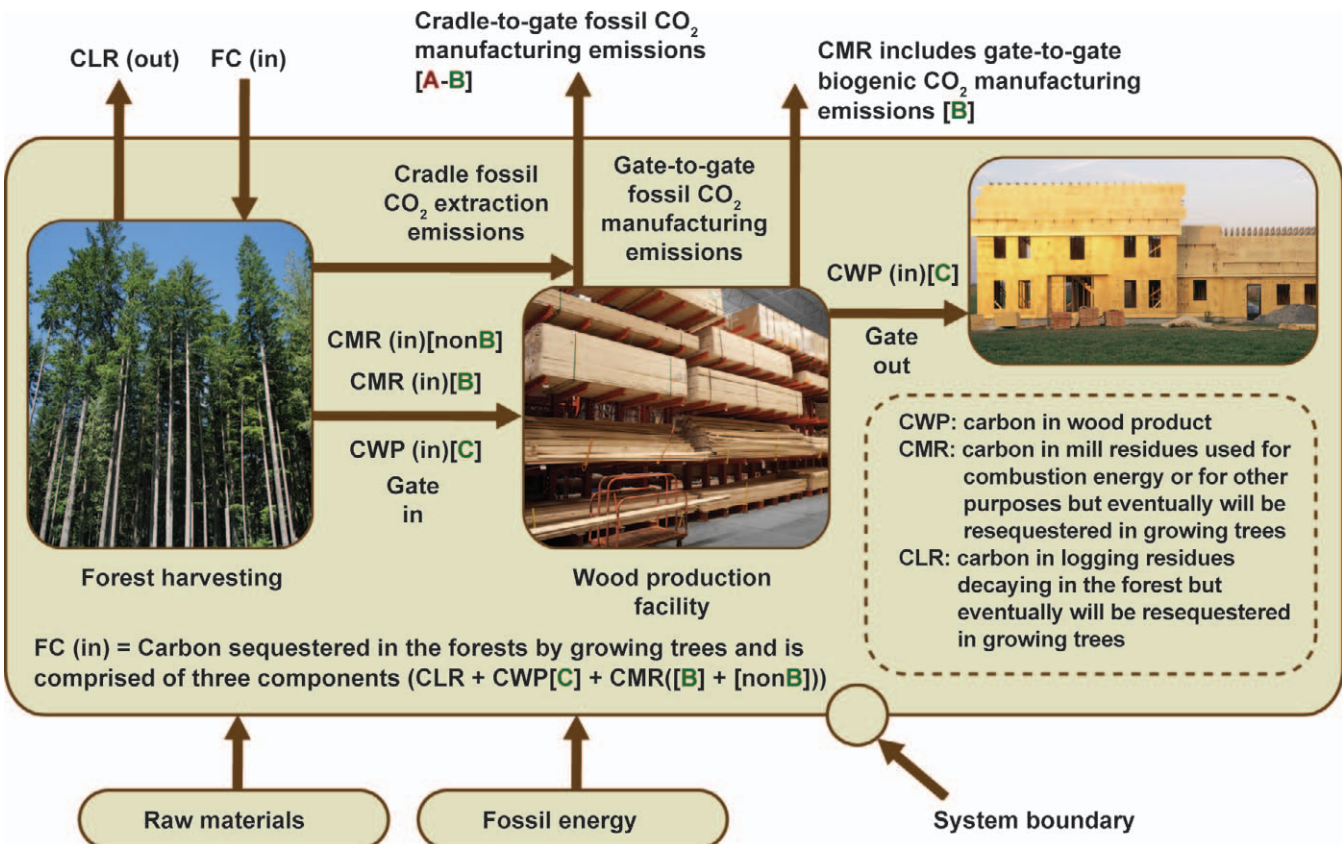 CLR (out)
FC (in)
Cradle-to-gate fossil CO₂
manufacturing emissions
[A-B]
CMR includes gate-to-gate
biogenic CO₂ manufacturing
emissions [B]
Cradle fossil
CO₂ extraction
emissions
Gate-to-gate
fossil CO₂
manufacturing
emissions
CMR (in)[nonB]
CMR (in)[B]
CWP (in)[C]
Gate
in
CWP (in)[C]
Gate
out
Forest harvesting
Wood production
facility
CWP: carbon in wood product
CMR: carbon in mill residues used for
combustion energy or for other
purposes but eventually will be
resequestered in growing trees
CLR: carbon in logging residues
decaying in the forest but
eventually will be resequestered
in growing trees
FC (in) = Carbon sequestered in the forests by growing trees and is
comprised of three components (CLR + CWP[C] + CMR([B] + [nonB]))
Raw materials
Fossil energy
System boundary